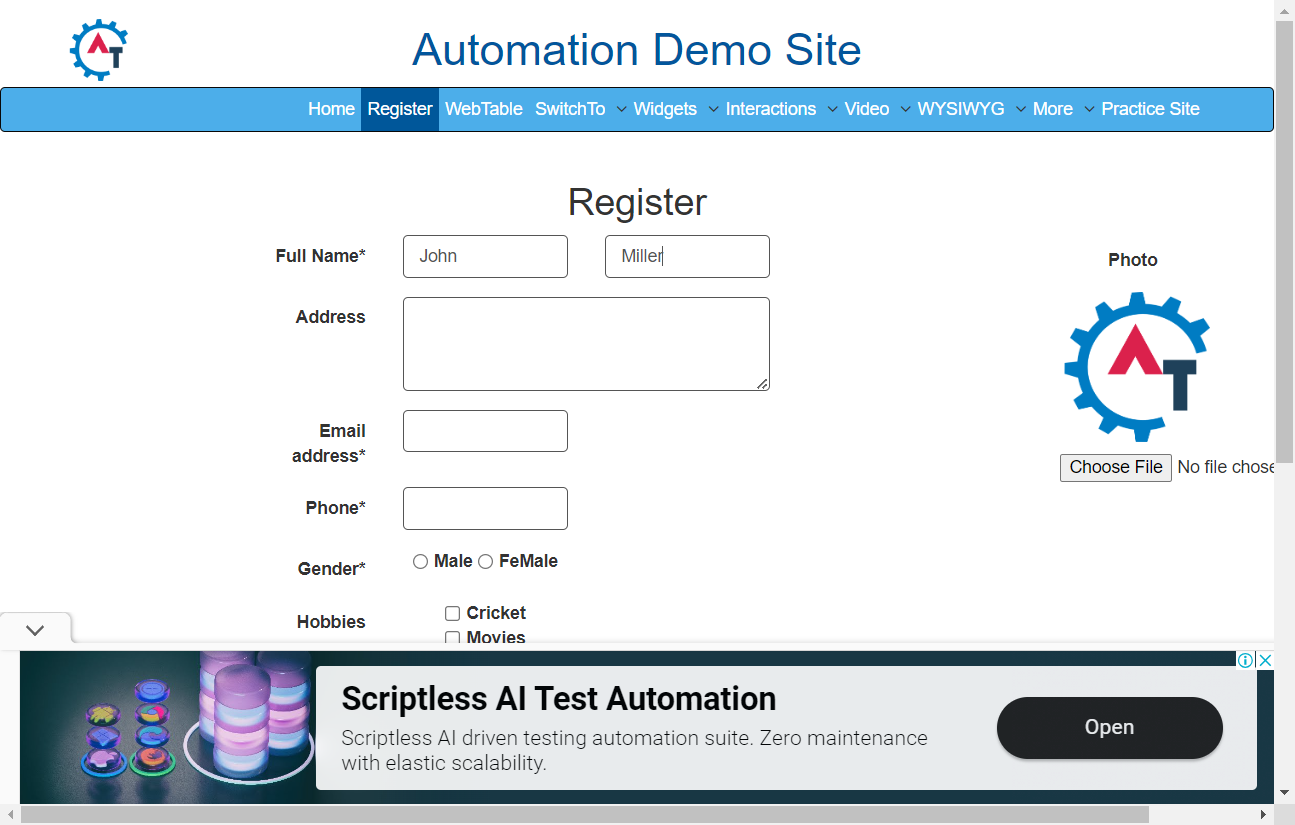 Automation Demo Site
Home Register WebTable SwitchTo Widgets Interactions Video WYSIWYG More Practice Site
Register
Full Name* John Miller
Photo
Address
Email
address*
Choose File No file chose
Phone*
Gender* Male FeMale
Hobbies Cricket
Movies
Scriptless AI Test Automation
Scriptless AI driven testing automation suite. Zero maintenance
with elastic scalability.
Open